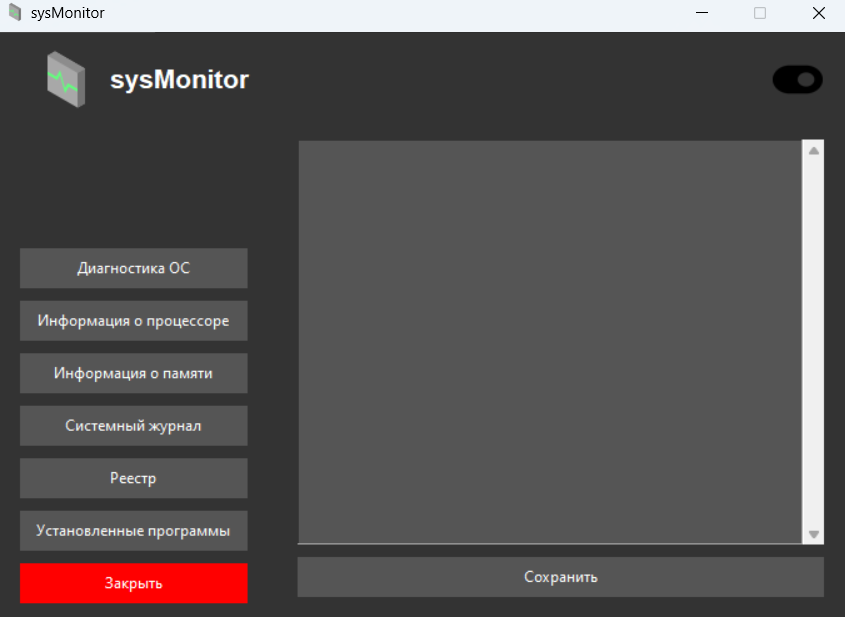 sysMonitor
sysMonitor
Диагностика ОС
Информация о процессоре
Информация о памяти
Системный журнал
Реестр
Установленные программы
Закрыть
Сохранить